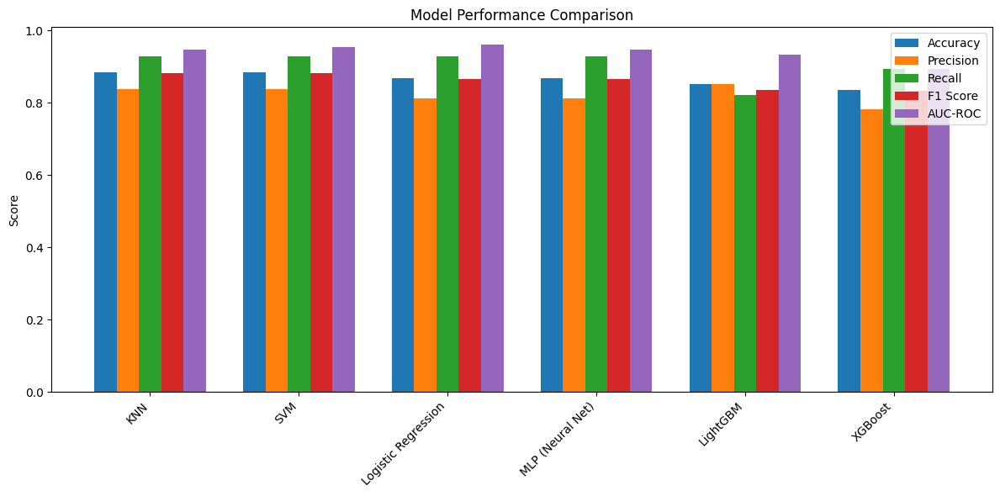 Model Performance Comparison
1.0
0.8
0.6
0.4
0.2
0.0
Score
Accuracy
Precision
Recall
F1 Score
AUC-ROC
KNN
SVM
Logistic Regression
MLP (Neural Net)
LightGBM
XGBoost